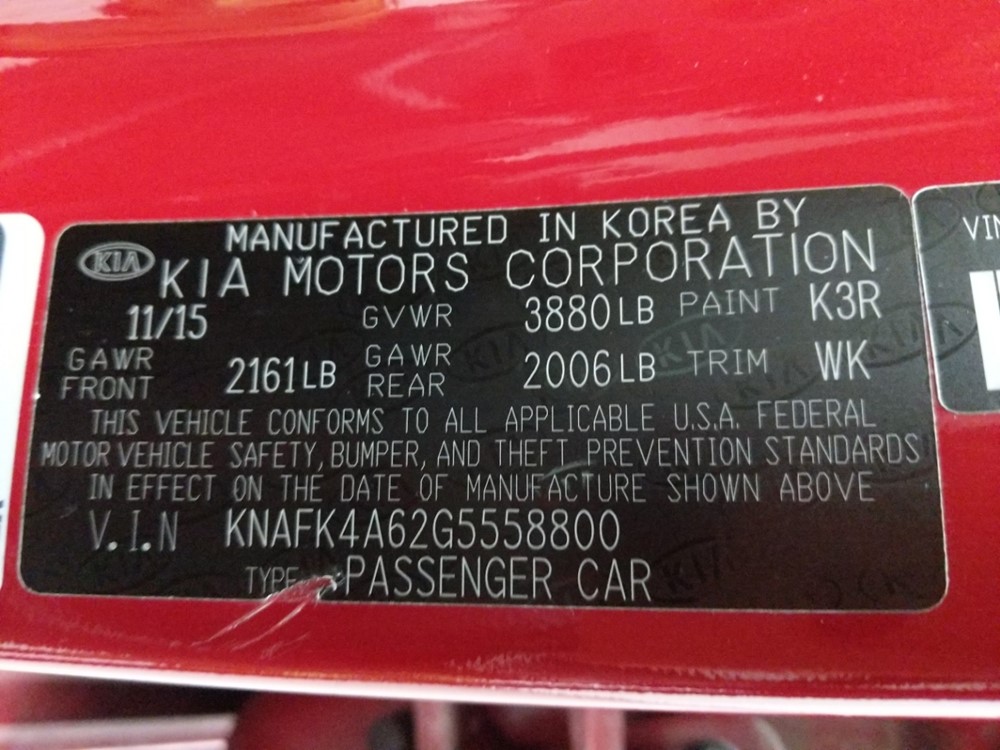 MANUFACTURED IN KOREA BY
KIA KIA MOTORS CORPORATION
11/15 GVWR 3880LB PAINT K3R
GAWR FRONT 2161LB GAWR REAR 2006LB TRIM WK
THIS VEHICLE CONFORMS TO ALL APPLICABLE U.S.A. FEDERAL
MOTOR VEHICLE SAFETY, BUMPER, AND THEFT PREVENTION STANDARDS
IN EFFECT ON THE DATE OF MANUFACTURE SHOWN ABOVE
V.I.N KNAFK4A62G5558800
TYPE PASSENGER CAR
VIN